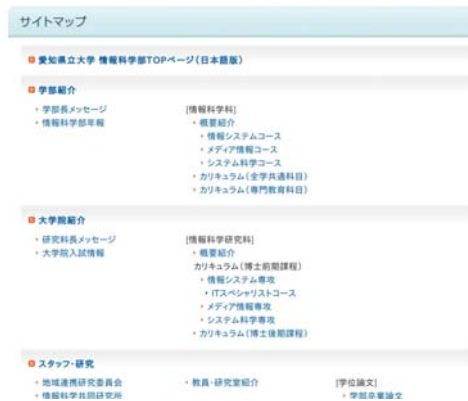 サイトマップ
愛知県立大学 情報科学部TOPページ(日本語版)
学部紹介
・学部長メッセージ
・情報科学部年報
[情報科学科]
・概要紹介
・情報システムコース
・メディア情報コース
・システム科学コース
・カリキュラム(全学共通科目)
・カリキュラム(専門教育科目)
大学院紹介
・研究科長メッセージ
・大学院入試情報
[情報科学研究科]
・概要紹介
カリキュラム(博士前期課程)
・情報システム専攻
・ITスペシャリストコース
・メディア情報専攻
・システム科学専攻
・カリキュラム(博士後期課程)
スタッフ・研究
・地域連携研究委員会
・情報科学共同研究所
・教員・研究室紹介
[学位論文]
・学部卒業論文